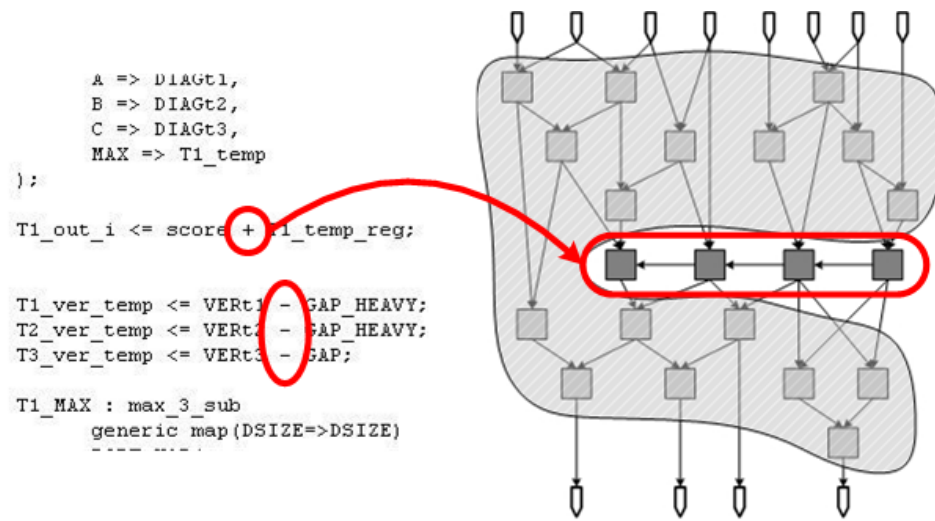 A => DIAGt1,
B => DIAGt2,
C => DIAGt3,
MAX => T1_temp
);
T1_out_i <= score + T1_temp_reg;
T1_ver_temp <= VERt1 - GAP_HEAVY;
T2_ver_temp <= VERt2 - GAP_HEAVY;
T3_ver_temp <= VERt3 - GAP;
T1_MAX : max_3_sub
generic map(DSIZE=>DSIZE)